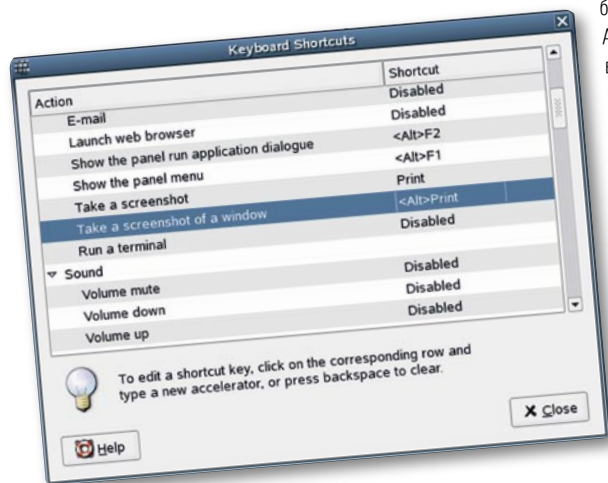 Keyboard Shortcuts
Action Shortcut
E-mail Disabled
Launch web browser Disabled
Show the panel run application dialogue <Alt>F2
Show the panel menu <Alt>F1
Take a screenshot Print
Take a screenshot of a window <Alt>Print
Run a terminal Disabled
Sound
Volume mute Disabled
Volume down Disabled
Volume up Disabled
To edit a shortcut key, click on the corresponding row and
type a new accelerator, or press backspace to clear.
Help
Close